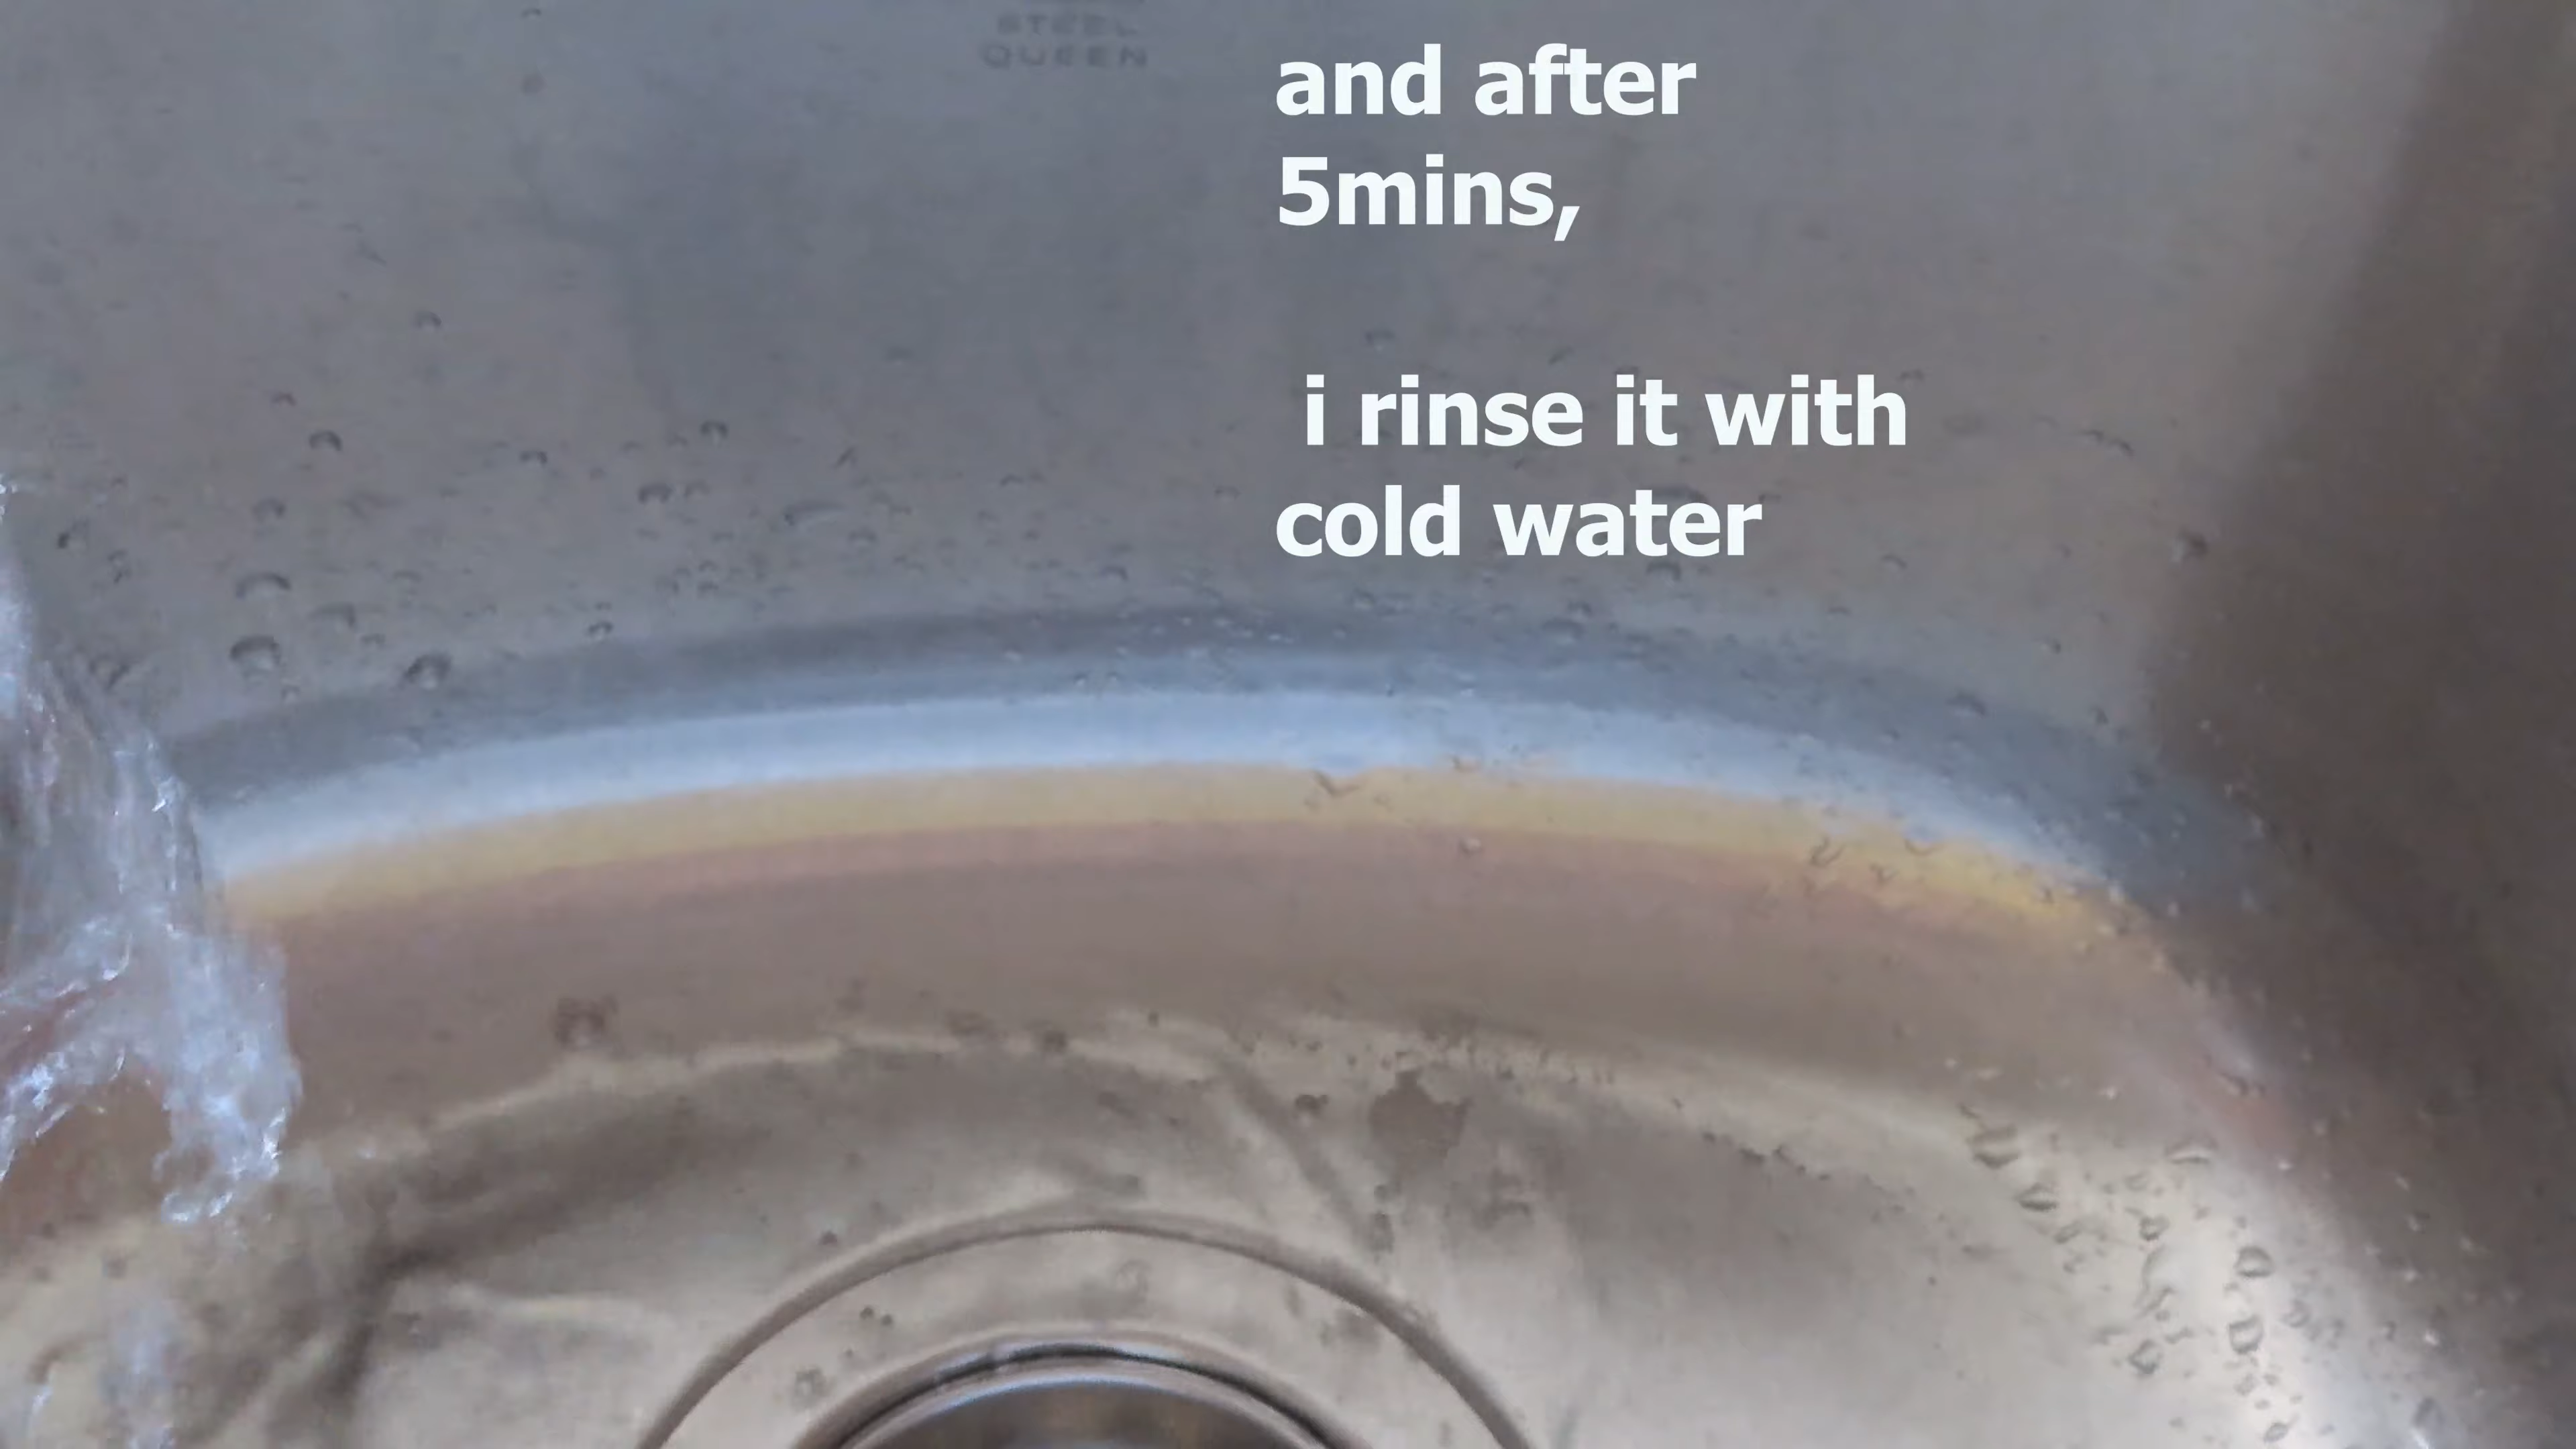 STEEL
QUEEN
and after
5mins,
i rinse it with
cold water